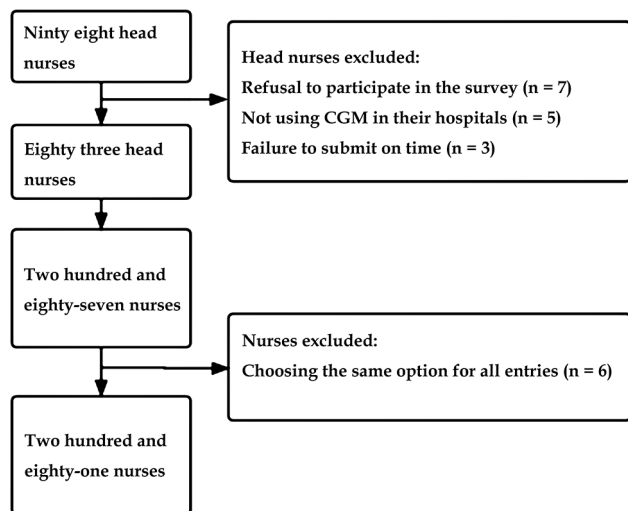 Ninety eight head
nurses
Head nurses excluded:
Refusal to participate in the survey (n = 7)
Not using CGM in their hospitals (n = 5)
Failure to submit on time (n = 3)
Eighty three head
nurses
Two hundred and
eighty-seven nurses
Nurses excluded:
Choosing the same option for all entries (n = 6)
Two hundred and
eighty-one nurses